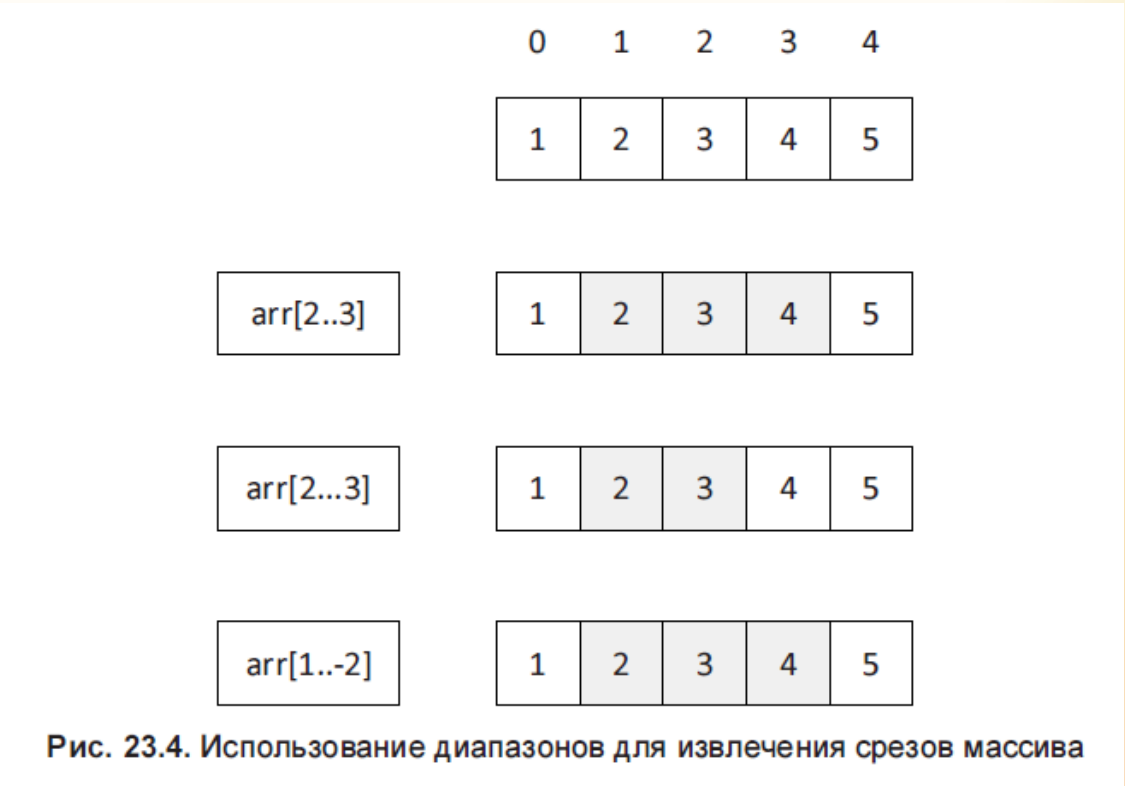 0 1 2 3 4
1 2 3 4 5
arr[2..3] 1 2 3 4 5
arr[2...3] 1 2 3 4 5
arr[1..-2] 1 2 3 4 5
Рис. 23.4. Использование диапазонов для извлечения срезов массива